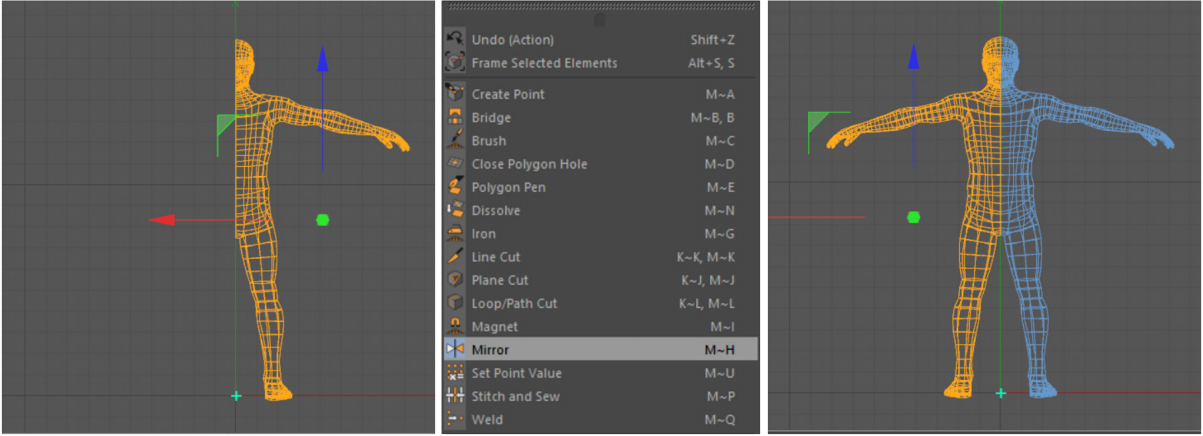 Undo (Action) Shift+Z
Frame Selected Elements Alt+S, S
Create Point M~A
Bridge M~B, B
Brush M~C
Close Polygon Hole M~D
Polygon Pen M~E
Dissolve M~N
Iron M~G
Line Cut K~K, M~K
Plane Cut K~J, M~J
Loop/Path Cut K~L, M~L
Magnet M~I
Mirror M~H
Set Point Value M~U
Stitch and Sew M~P
Weld M~Q